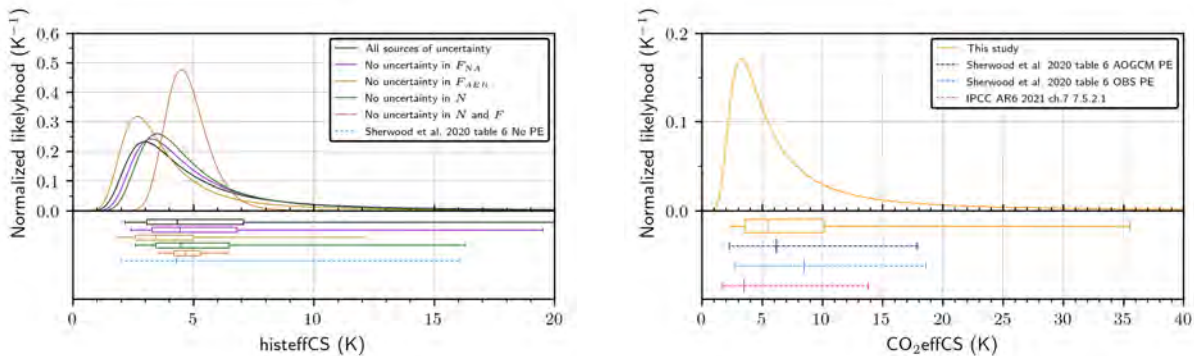 Normalized likelyhood (K⁻¹)
0.6
0.5
0.4
0.3
0.2
0.1
0.0
All sources of uncertainty
No uncertainty in F_NA
No uncertainty in F_AER.
No uncertainty in N
No uncertainty in N and F
Sherwood et al. 2020 table 6 No PE
5
10
15
20
histeffCS (K)
Normalized likelyhood (K⁻¹)
0.2
0.1
0.0
This study
Sherwood et al. 2020 table 6 AOGCM PE
Sherwood et al. 2020 table 6 OBS PE
IPCC AR6 2021 ch.7 7.5.2.1
0
5
10
15
20
25
30
35
40
CO₂effCS (K)